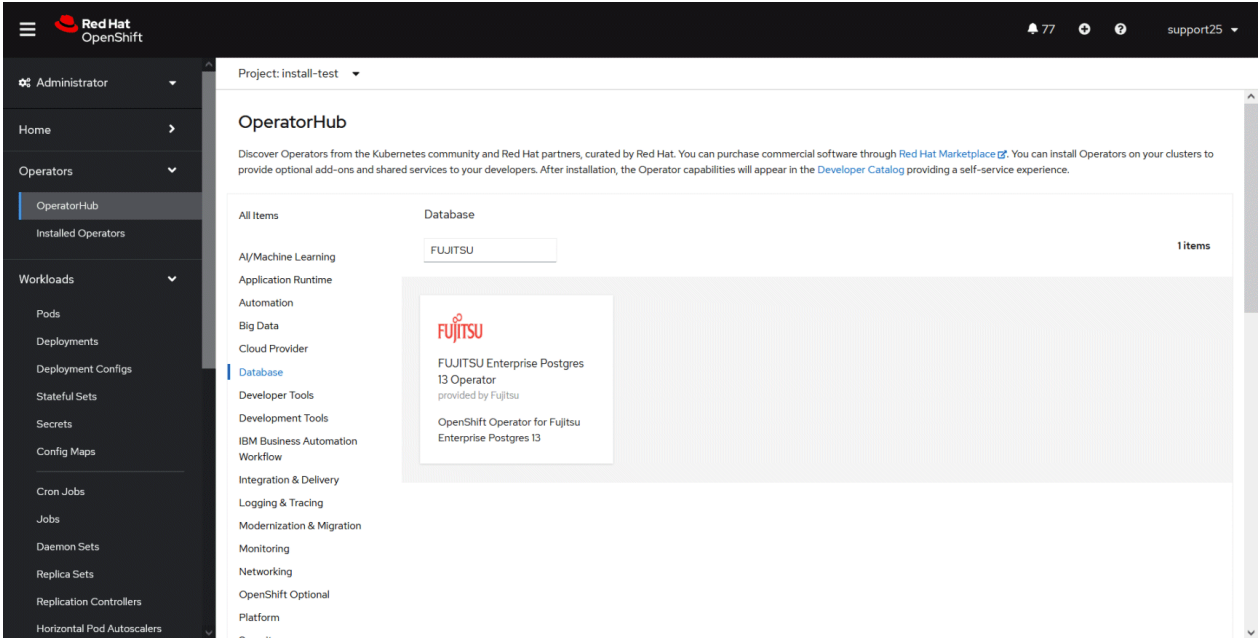 Red Hat
OpenShift
77
support25
Administrator
Home
Operators
OperatorHub
Installed Operators
Workloads
Pods
Deployments
Deployment Configs
Stateful Sets
Secrets
Config Maps
Cron Jobs
Jobs
Daemon Sets
Replica Sets
Replication Controllers
Horizontal Pod Autoscalers
Project: install-test
OperatorHub
Discover Operators from the Kubernetes community and Red Hat partners, curated by Red Hat. You can purchase commercial software through Red Hat Marketplace. You can install Operators on your clusters to
provide optional add-ons and shared services to your developers. After installation, the Operator capabilities will appear in the Developer Catalog providing a self-service experience.
All Items
AI/Machine Learning
Application Runtime
Automation
Big Data
Cloud Provider
Database
Developer Tools
Development Tools
IBM Business Automation
Workflow
Integration & Delivery
Logging & Tracing
Modernization & Migration
Monitoring
Networking
OpenShift Optional
Platform
Database
FUJITSU
1 items
FUJITSU
FUJITSU Enterprise Postgres
13 Operator
provided by Fujitsu
OpenShift Operator for Fujitsu
Enterprise Postgres 13